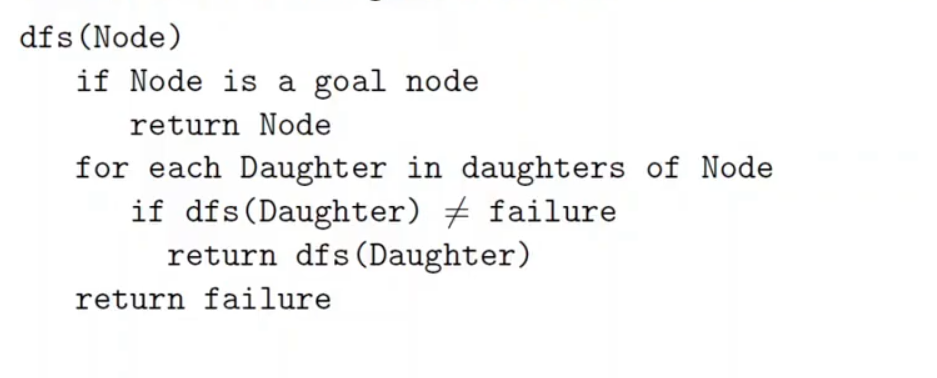 dfs(Node)
if Node is a goal node
return Node
for each Daughter in daughters of Node
if dfs(Daughter) ≠ failure
return dfs(Daughter)
return failure